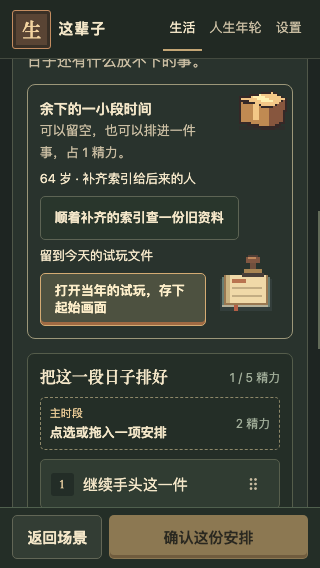 生
这辈子
生活
人生年轮
设置
日子还有什么放不下的事。
余下的一小段时间
可以留空，也可以排进一件
事，占 1 精力。
64 岁 · 补齐索引给后来的人
顺着补齐的索引查一份旧资料
留到今天的试玩文件
打开当年的试玩，存下
起始画面
把这一段日子排好
1 / 5 精力
主时段
点选或拖入一项安排
2 精力
1
继续手头这一件
返回场景
确认这份安排